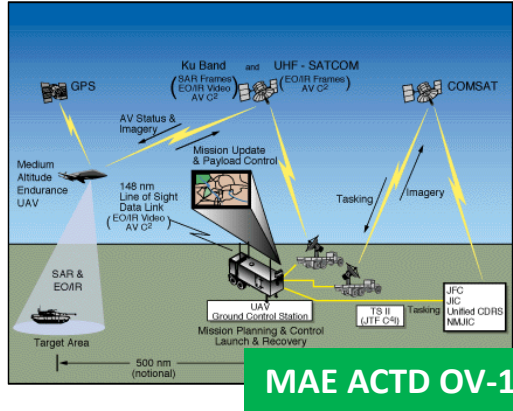 Ku Band and UHF - SATCOM
(SAR Frames
EO/IR Video
AV C²)
(EO/IR Frames
AV C²)
GPS
COMSAT
AV Status &
Imagery
Mission Update
& Payload Control
Medium
Altitude
Endurance
UAV
148 nm
Line of Sight
Data Link
(EO/IR Video
AV C²)
Tasking
Imagery
SAR &
EO/IR
Target Area
UAV
Ground Control Station
Mission Planning & Control
Launch & Recovery
TS II
(JTF C⁴I)
Tasking
JFC
JIC
Unified CDRS
NMJIC
500 nm
(notional)
MAE ACTD OV-1